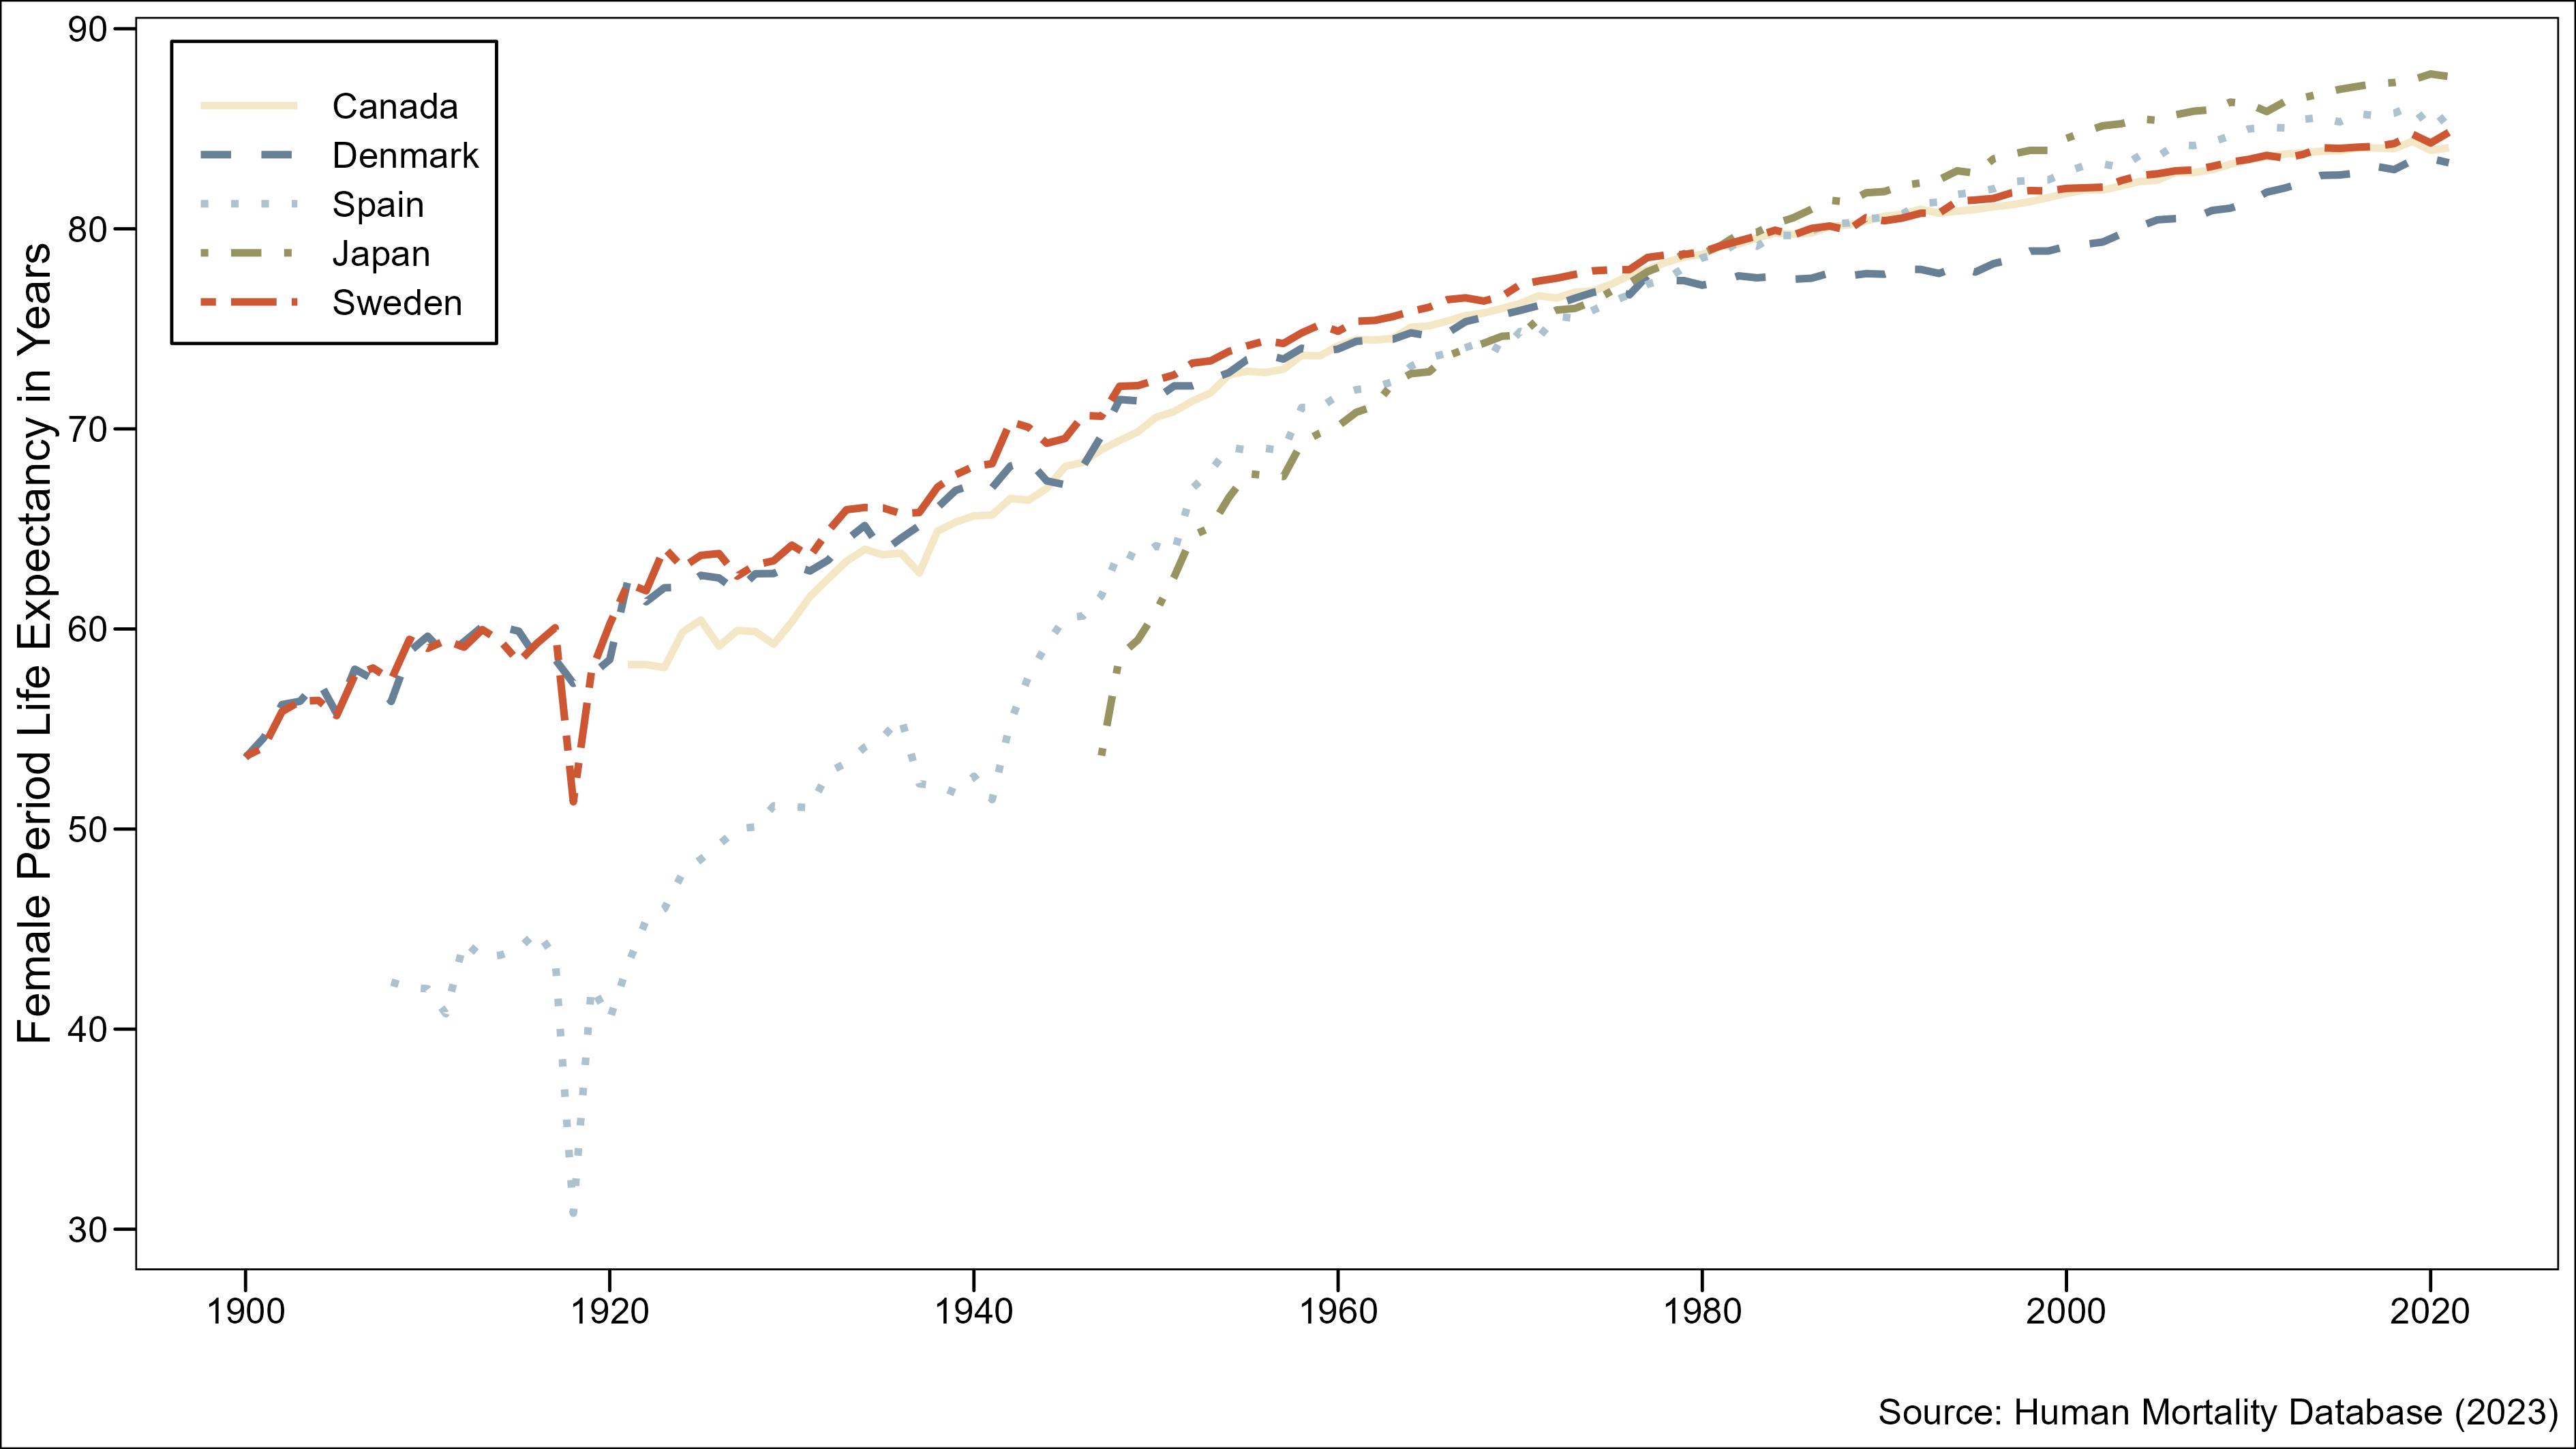 90
80
70
60
50
40
30
Female Period Life Expectancy in Years
Canada
Denmark
Spain
Japan
Sweden
1900 1920 1940 1960 1980 2000 2020
Source: Human Mortality Database (2023)